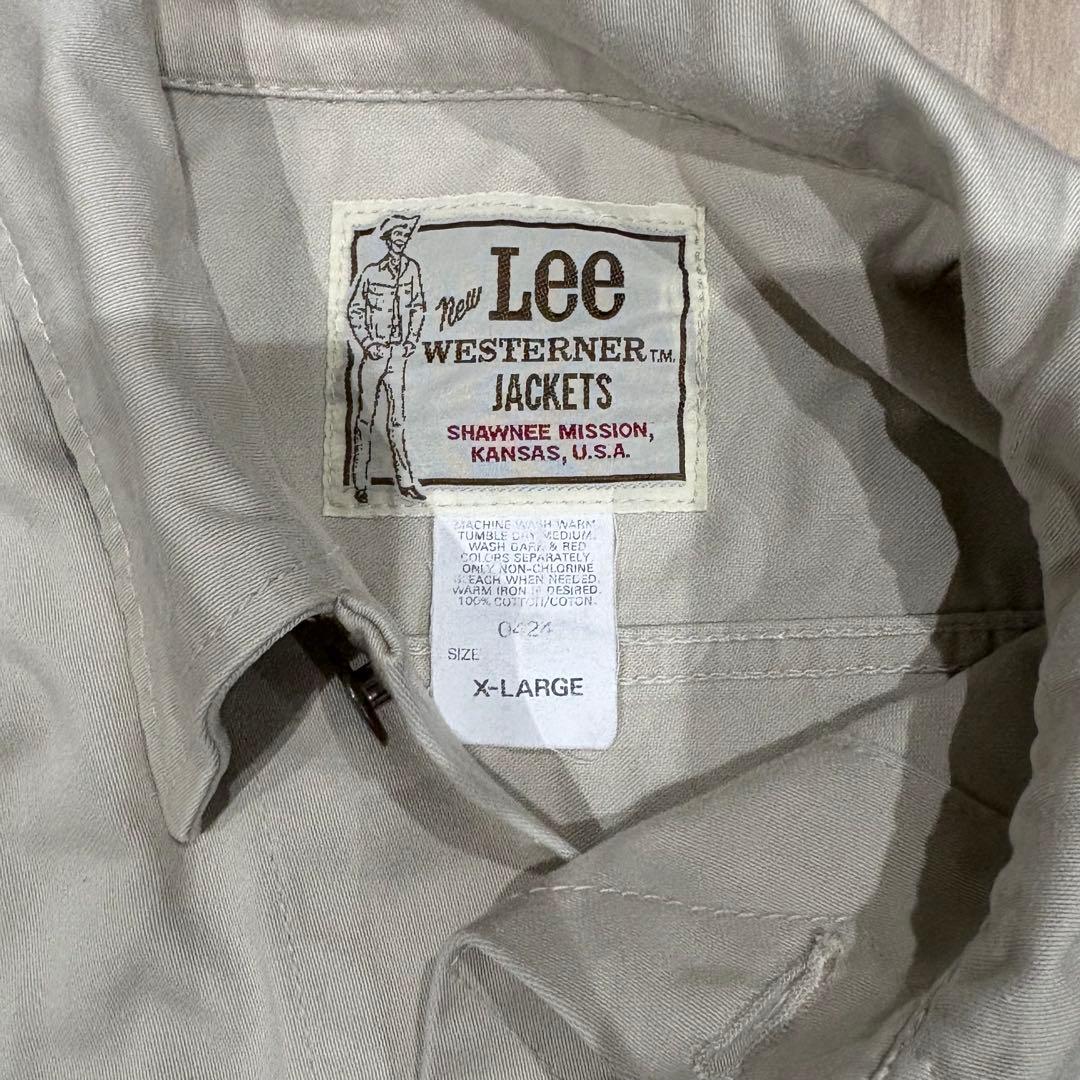 New Lee
WESTERNER T.M.
JACKETS
SHAWNEE MISSION,
KANSAS, U.S.A.
MACHINE WASH WARM
TUMBLE DRY MEDIUM.
WASH DARK & RED
COLORS SEPARATELY
ONLY NON-CHLORINE
BLEACH WHEN NEEDED.
WARM IRON IF DESIRED.
100% COTTON/COTON.
0424
SIZE
X-LARGE